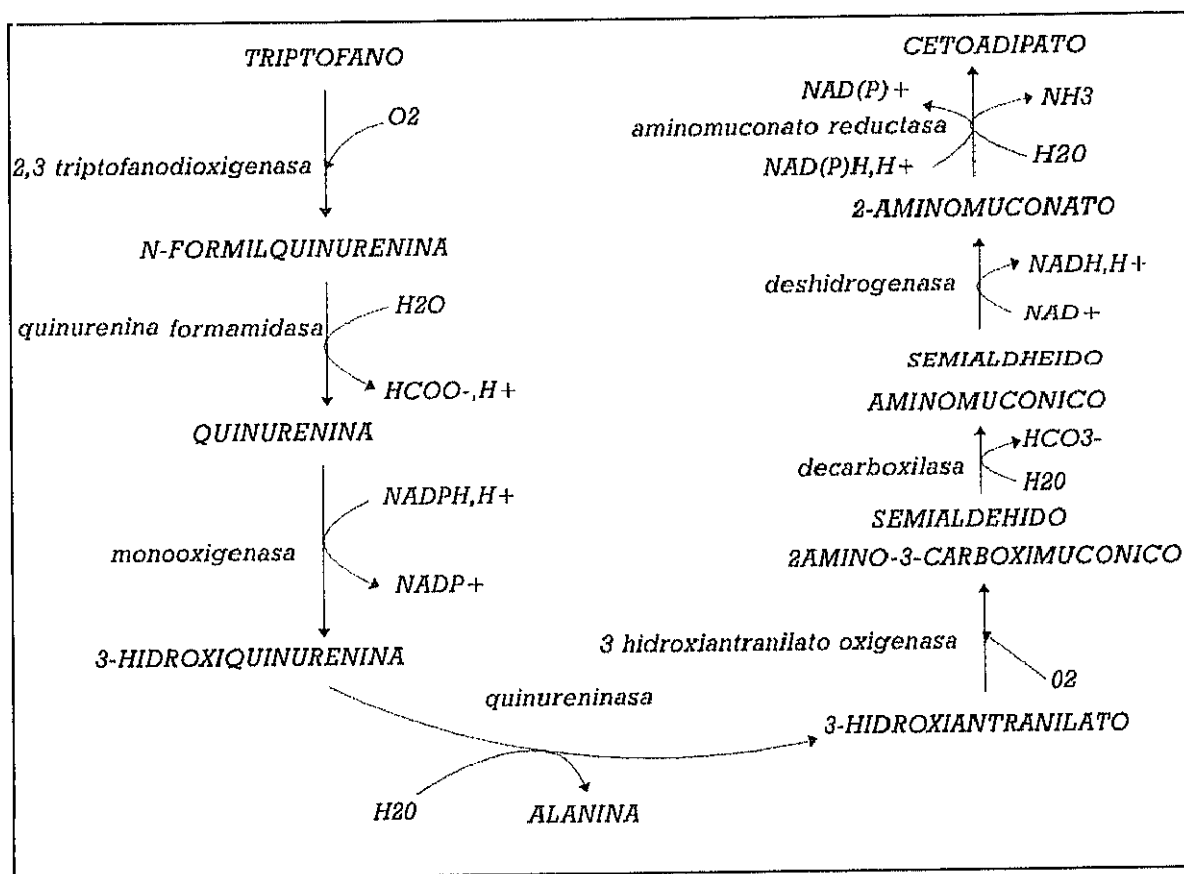 TRIPTOFANO
O2
2,3 triptofanodioxigenasa
N-FORMILQUINURENINA
H2O
quinurenina formamidasa
HCOO-,H+
QUINURENINA
NADPH,H+
monooxigenasa
NADP+
3-HIDROXIQUINURENINA
quinureninasa
H20
ALANINA
3-HIDROXIANTRANILATO
02
3 hidroxiantranilato oxigenasa
SEMIALDEHIDO
2AMINO-3-CARBOXIMUCONICO
H20
decarboxilasa
HCO3-
SEMIALDHEIDO
AMINOMUCONICO
NAD+
deshidrogenasa
NADH,H+
2-AMINOMUCONATO
NAD(P)H,H+
H20
aminomuconato reductasa
NAD(P)+
NH3
CETOADIPATO